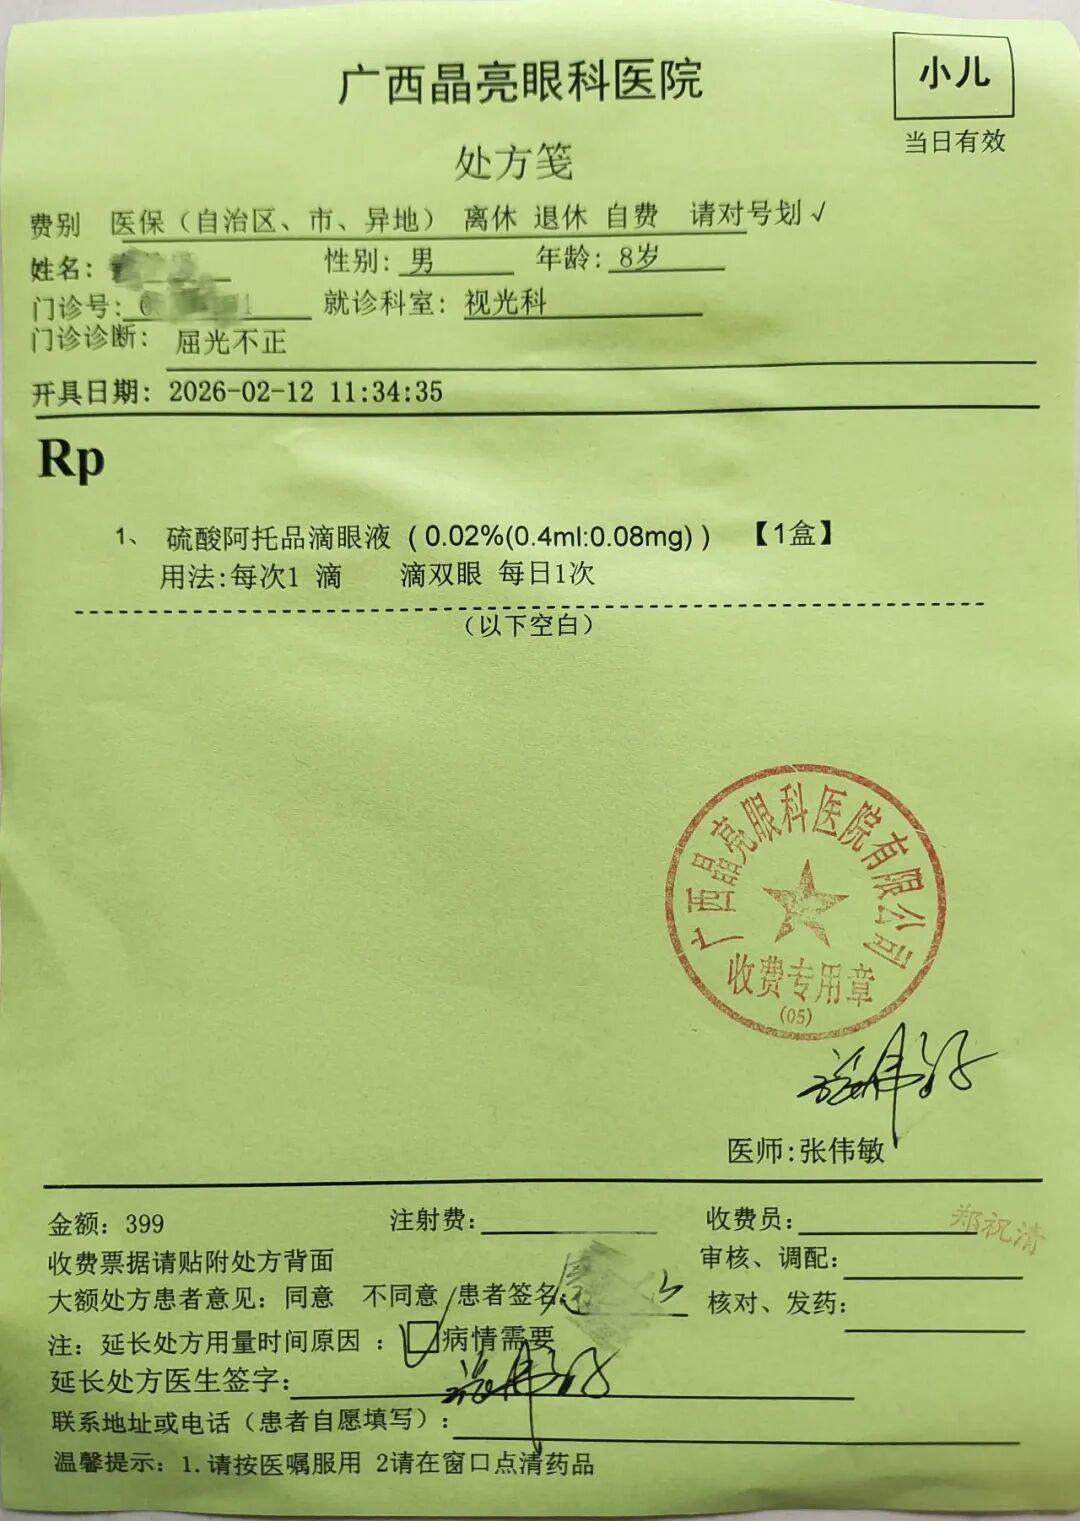 广西晶亮眼科医院
小儿
当日有效
处方笺
费别 医保（自治区、市、异地） 离休 退休 自费 请对号划√
姓名: 性别: 男 年龄: 8岁
门诊号: 就诊科室: 视光科
门诊诊断: 屈光不正
开具日期: 2026-02-12 11:34:35
Rp
1、 硫酸阿托品滴眼液 ( 0.02%(0.4ml:0.08mg) ) 【1盒】
用法:每次1 滴 滴双眼 每日1次
(以下空白)
广西晶亮眼科医院有限公司
收费专用章
(05)
医师:张伟敏
金额: 399 注射费: 收费员: 郑祝清
收费票据请贴附处方背面 审核、调配:
大额处方患者意见: 同意 不同意 患者签名: 核对、发药:
注: 延长处方用量时间原因 : 病情需要
延长处方医生签字:
联系地址或电话（患者自愿填写）:
温馨提示: 1.请按医嘱服用 2请在窗口点清药品